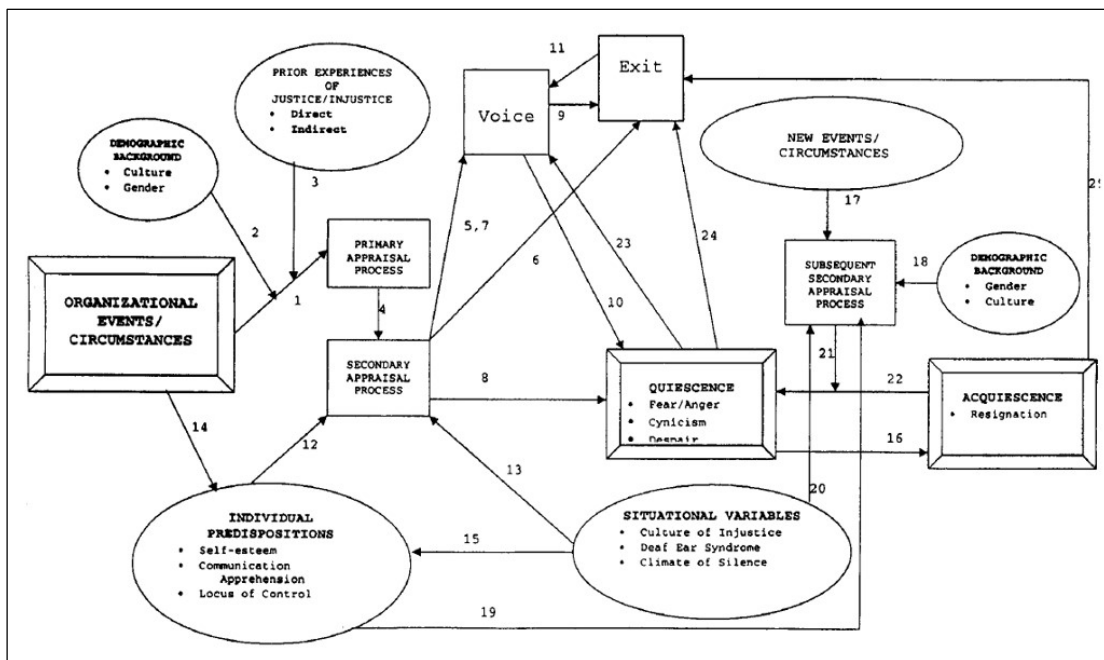 11
Exit
PRIOR EXPERIENCES
OF
JUSTICE/INJUSTICE
• Direct
• Indirect
Voice
9
NEW EVENTS/
CIRCUMSTANCES
DEMOGRAPHIC
BACKGROUND
• Culture
• Gender
3
2
17
5,7
23
24
6
PRIMARY
APPRAISAL
PROCESS
1
SUBSEQUENT
SECONDARY
APPRAISAL
PROCESS
18
DEMOGRAPHIC
BACKGROUND
• Gender
• Culture
ORGANIZATIONAL
EVENTS/
CIRCUMSTANCES
4
10
21
SECONDARY
APPRAISAL
PROCESS
8
QUIESCENCE
• Fear/Anger
• Cynicism
• Despair
22
ACQUIESCENCE
• Resignation
16
14
12
13
20
INDIVIDUAL
PREDISPOSITIONS
• Self-esteem
• Communication
Apprehension
• Locus of Control
15
SITUATIONAL VARIABLES
• Culture of Injustice
• Deaf Ear Syndrome
• Climate of Silence
19